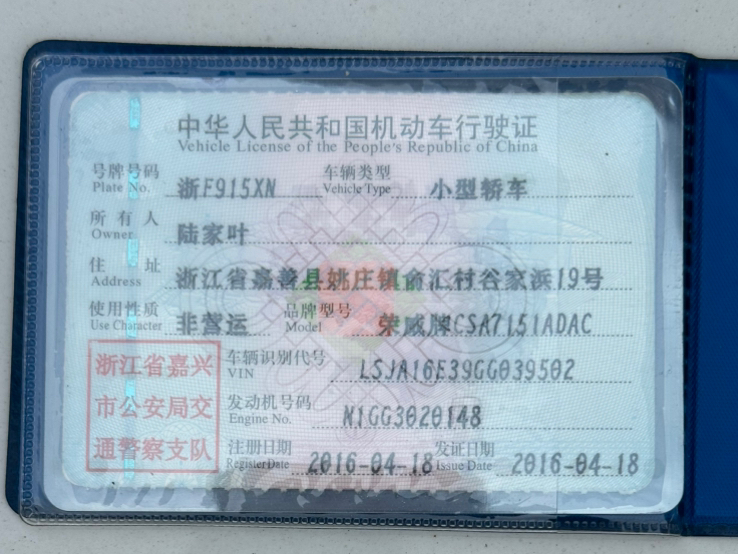 中华人民共和国机动车行驶证
Vehicle License of the People's Republic of China
号牌号码 浙F915XN 车辆类型 小型轿车
Plate No. Vehicle Type
所有人 陆家叶
Owner
住址 浙江省嘉善县姚庄镇俞汇村谷家浜19号
Address
使用性质 非营运 品牌型号 荣威牌CSA7151ADAC
Use Character Model
浙江省嘉兴
市公安局交
通警察支队
车辆识别代号 LSJA16E39GG039502
VIN
发动机号码 N1GG3020148
Engine No.
注册日期 2016-04-18 发证日期 2016-04-18
Register Date Issue Date